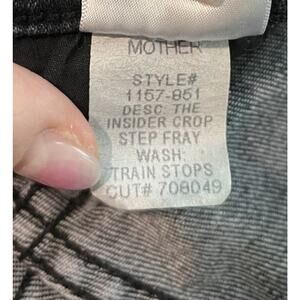 MOTHER
STYLE#
1157-851
DESC. THE
INSIDER CROP
STEP FRAY
WASH:
TRAIN STOPS
CUT# 708049